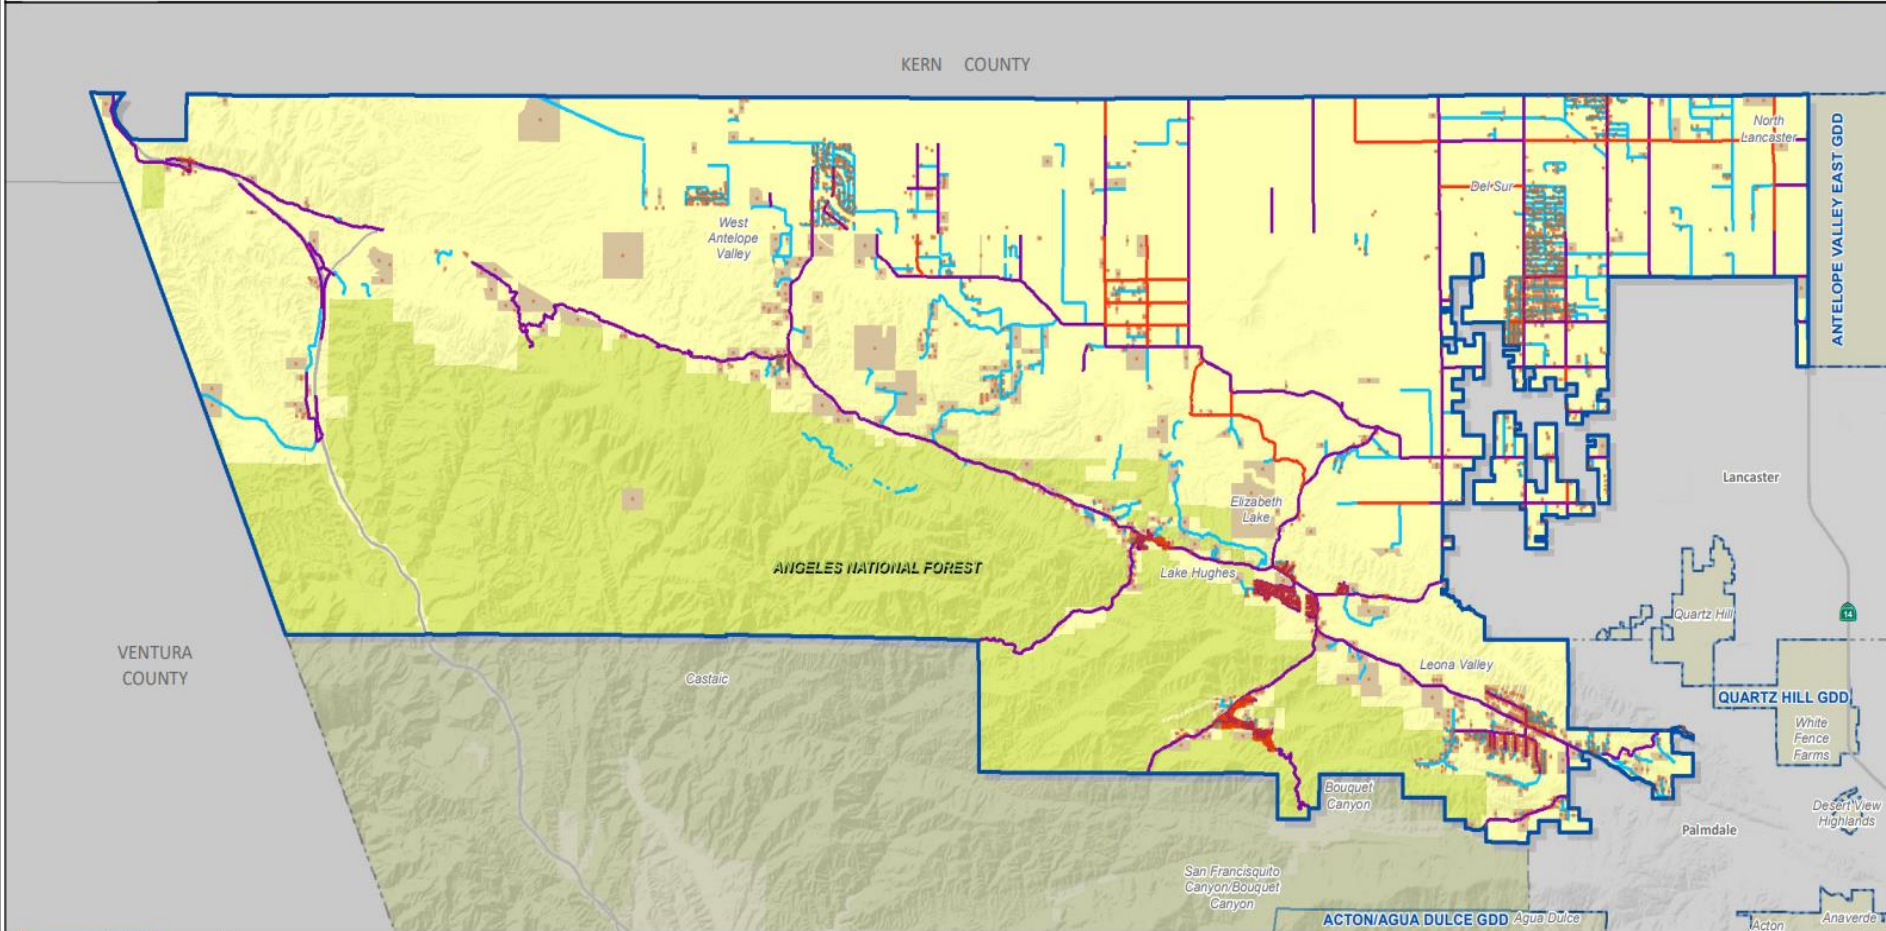 KERN COUNTY
North
Lancaster
ANTELOPE VALLEY EAST GDD
Del Sur
West
Antelope
Valley
Lancaster
Elizabeth
Lake
ANGELES NATIONAL FOREST
Lake Hughes
Quartz Hill
14
VENTURA
COUNTY
Castaic
Leona Valley
QUARTZ HILL GDD
White
Fence
Farms
Bouquet
Canyon
Desert View
Highlands
Palmdale
San Francisquito
Canyon/Bouquet
Canyon
ACTON/AGUA DULCE GDD
Agua Dulce
Acton
Anaverde